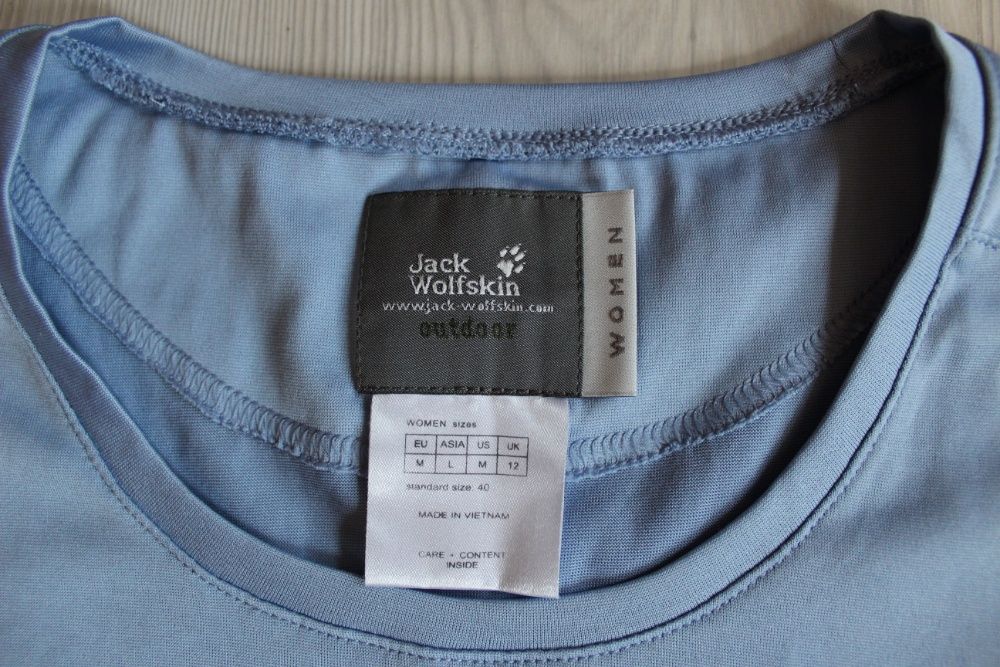 Jack
Wolfskin
www.jack-wolfskin.com
outdoor
WOMEN
WOMEN sizes
EU ASIA US UK
M L M 12
standard size: 40
MADE IN VIETNAM
CARE + CONTENT
INSIDE